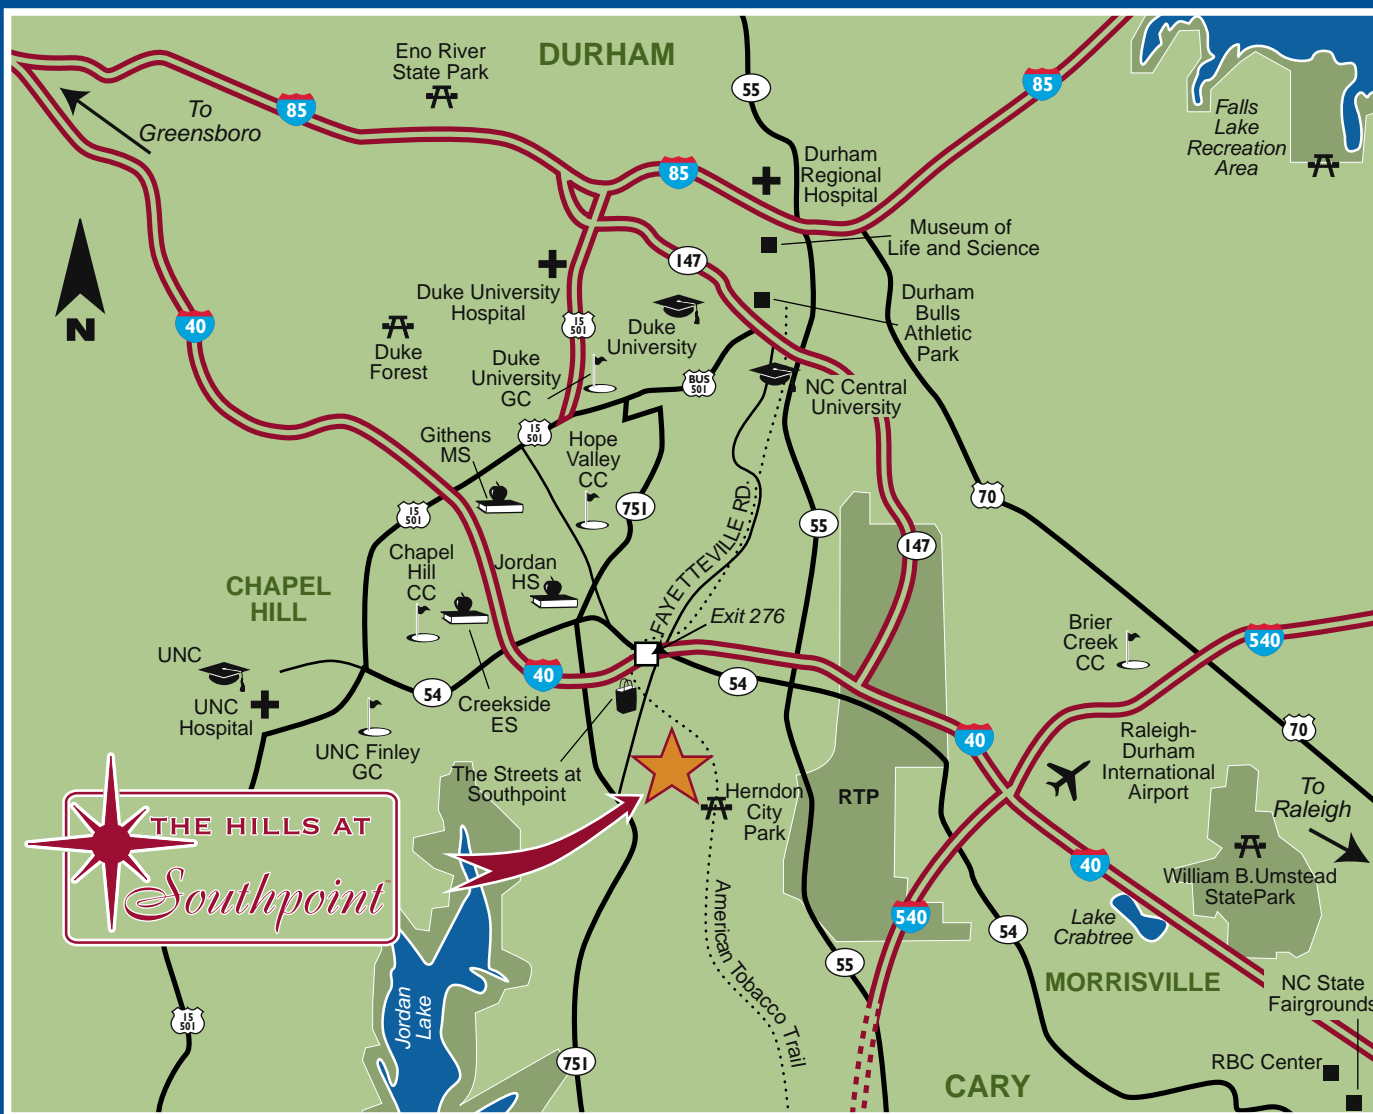 DURHAM
Eno River
State Park
55
85
85
To
Greensboro
Falls
Lake
Recreation
Area
Durham
Regional
Hospital
85
Museum of
Life and Science
147
N
40
Duke University
Hospital
15
501
Duke
University
Durham
Bulls
Athletic
Park
Duke
Forest
Duke
University
GC
BUS
501
NC Central
University
15
501
Githens
MS
Hope
Valley
CC
70
15
501
751
55
147
FAYETTEVILLE RD.
Chapel
Hill
CC
Jordan
HS
CHAPEL
HILL
Exit 276
Brier
Creek
CC
540
UNC
40
54
54
UNC
Hospital
Creekside
ES
UNC Finley
GC
40
Raleigh-
Durham
International
Airport
70
The Streets at
Southpoint
Herndon
City
Park
RTP
To
Raleigh
THE HILLS AT
Southpoint
40
William B.Umstead
StatePark
American Tobacco Trail
540
54
Lake
Crabtree
55
MORRISVILLE
NC State
Fairgrounds
Jordan
Lake
15
501
751
RBC Center
CARY